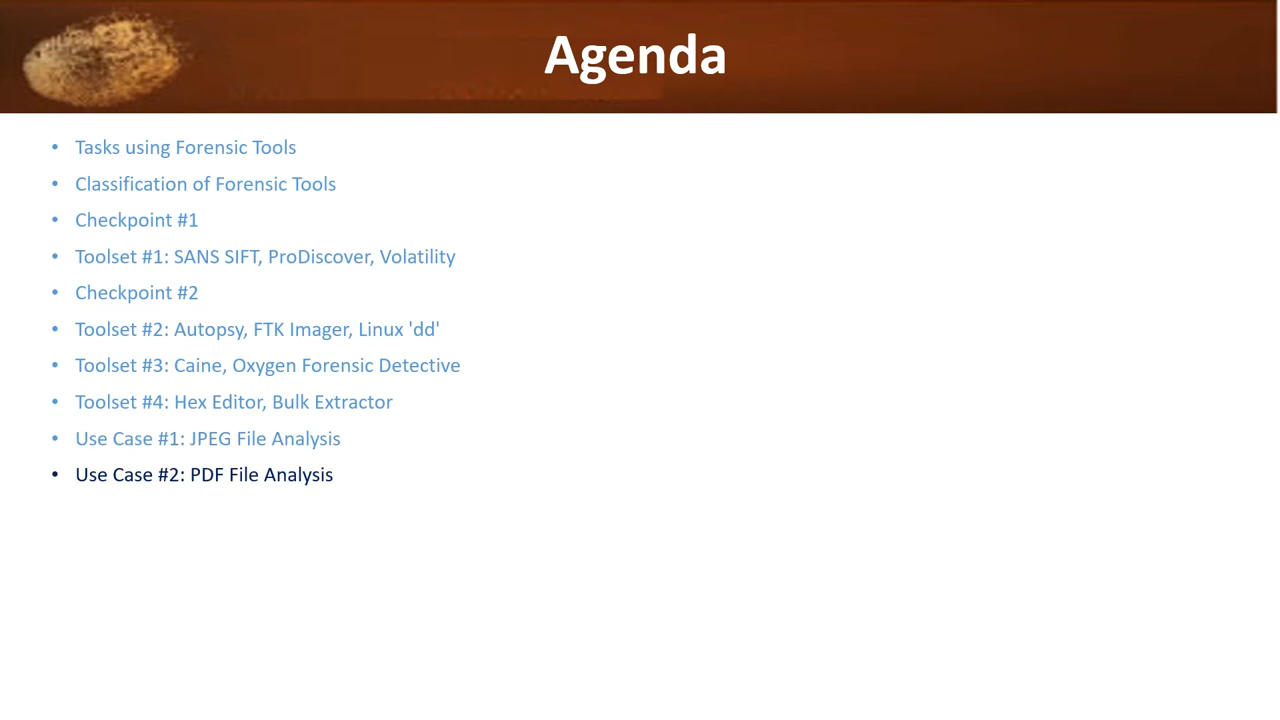 Agenda
• Tasks using Forensic Tools
• Classification of Forensic Tools
• Checkpoint #1
• Toolset #1: SANS SIFT, ProDiscover, Volatility
• Checkpoint #2
• Toolset #2: Autopsy, FTK Imager, Linux 'dd'
• Toolset #3: Caine, Oxygen Forensic Detective
• Toolset #4: Hex Editor, Bulk Extractor
• Use Case #1: JPEG File Analysis
• Use Case #2: PDF File Analysis